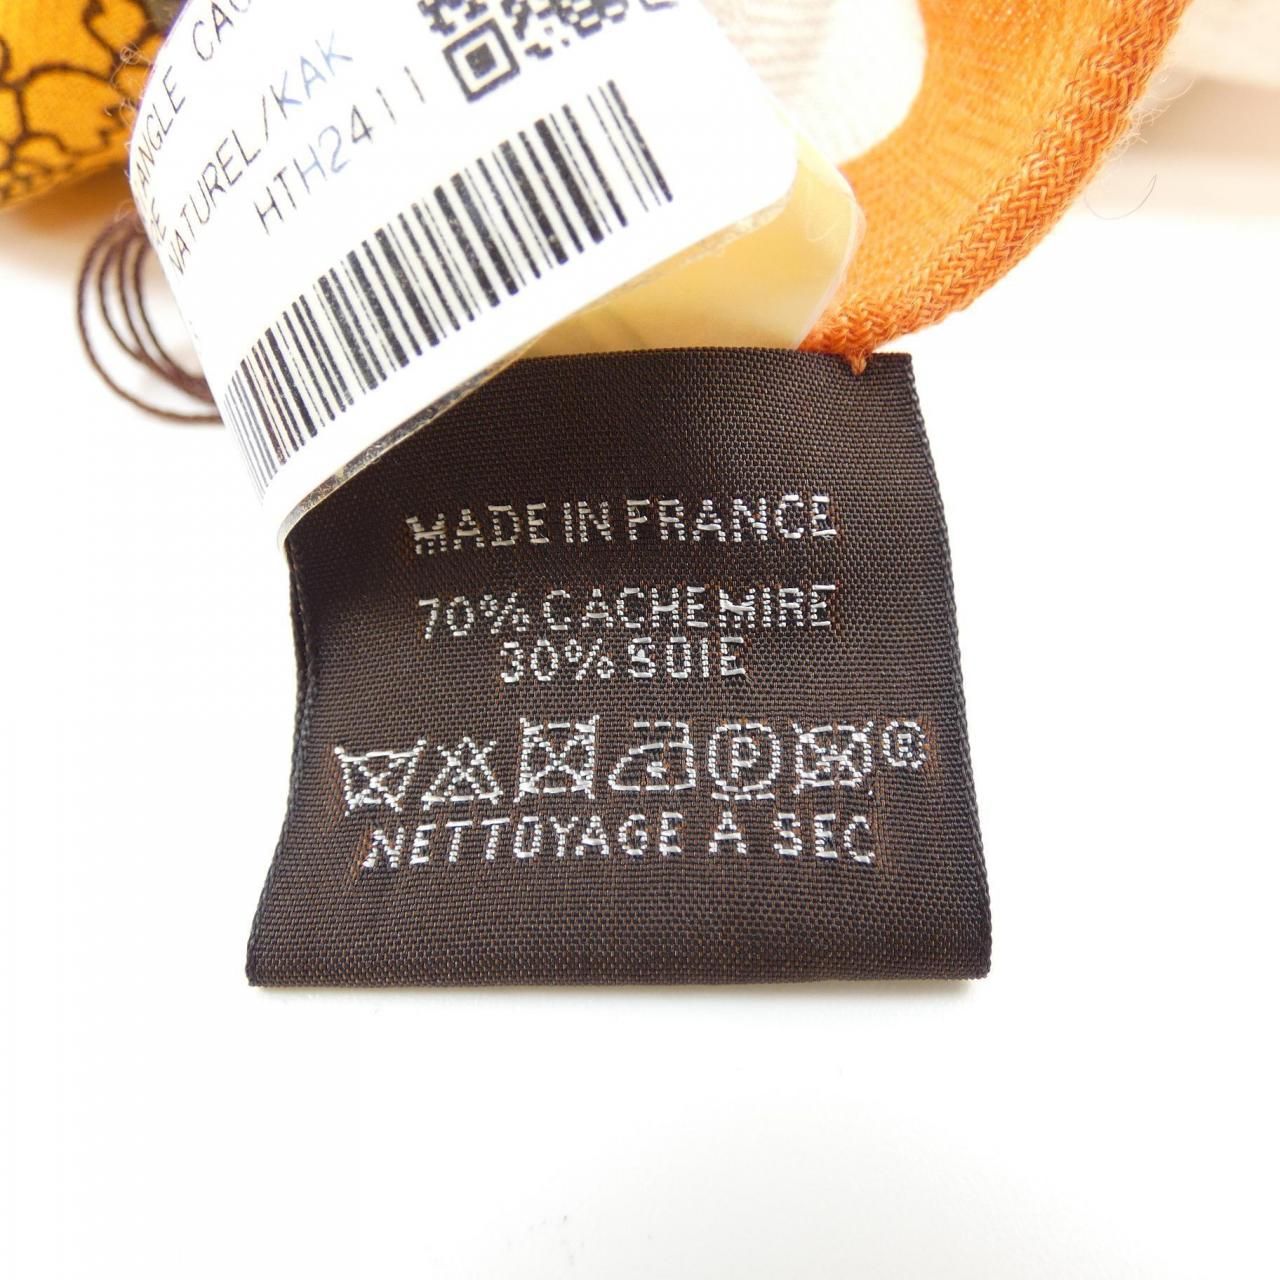 NATUREL/KAK
HTH2411
MADE IN FRANCE
70% CACHEMIRE
30% SOIE
P ®
NETTOYAGE A SEC